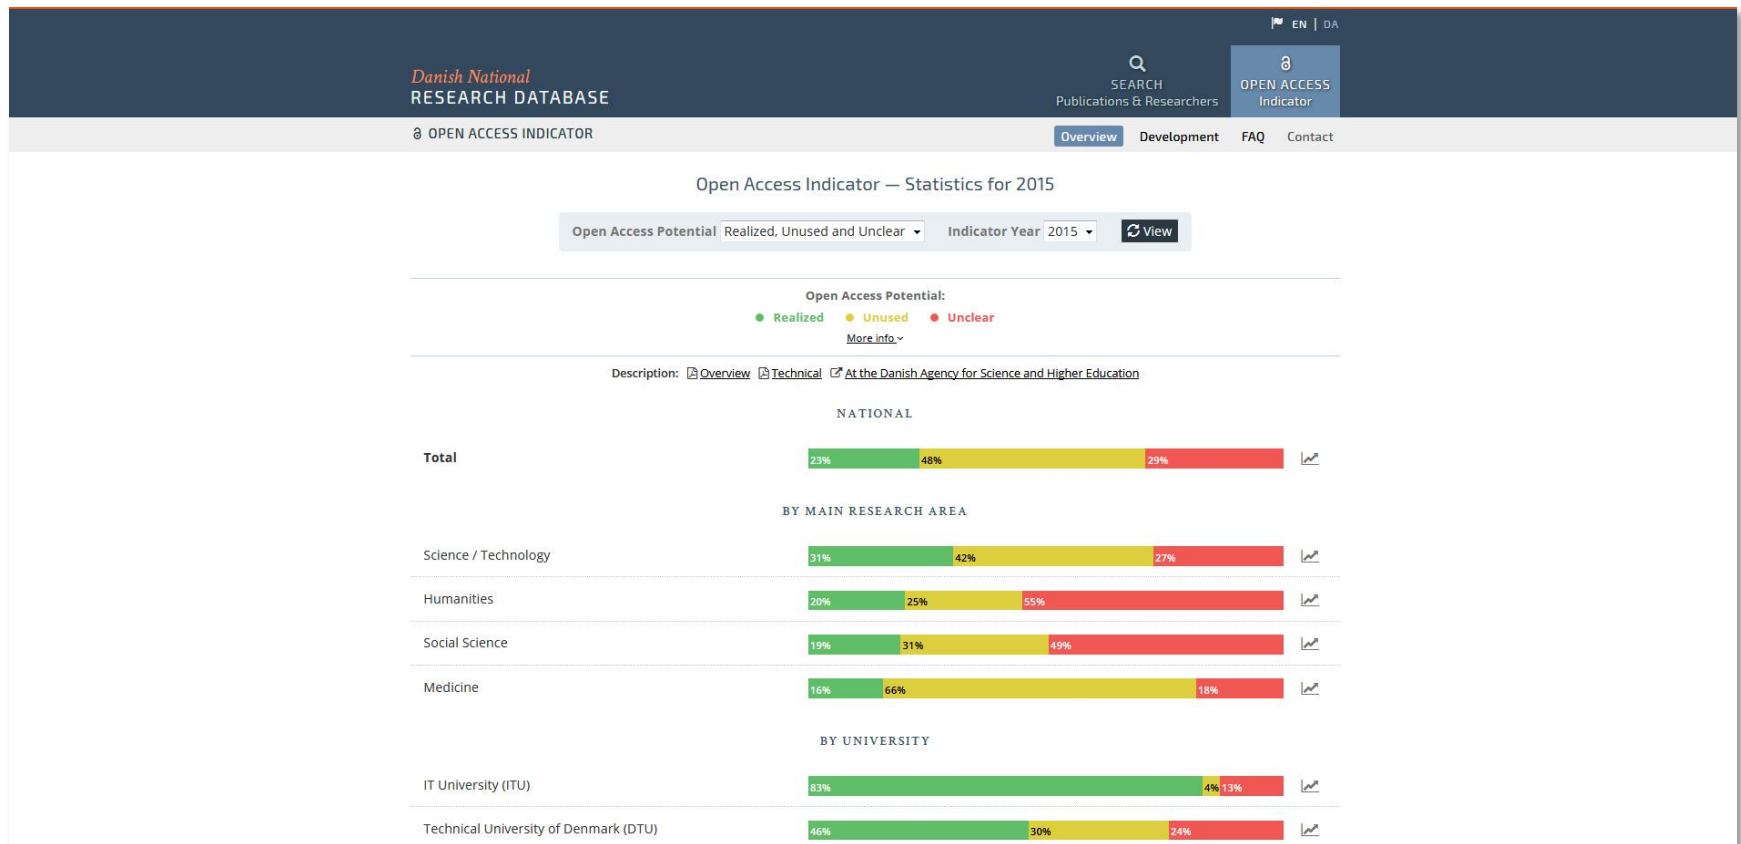 EN | DA
Danish National
RESEARCH DATABASE
SEARCH
Publications & Researchers
OPEN ACCESS
Indicator
OPEN ACCESS INDICATOR
Overview Development FAQ Contact
Open Access Indicator — Statistics for 2015
Open Access Potential Realized, Unused and Unclear Indicator Year 2015 View
Open Access Potential:
Realized Unused Unclear
More info
Description: Overview Technical At the Danish Agency for Science and Higher Education
NATIONAL
Total 23% 48% 29%
BY MAIN RESEARCH AREA
Science / Technology 31% 42% 27%
Humanities 20% 25% 55%
Social Science 19% 31% 49%
Medicine 16% 66% 18%
BY UNIVERSITY
IT University (ITU) 83% 4% 13%
Technical University of Denmark (DTU) 46% 30% 24%